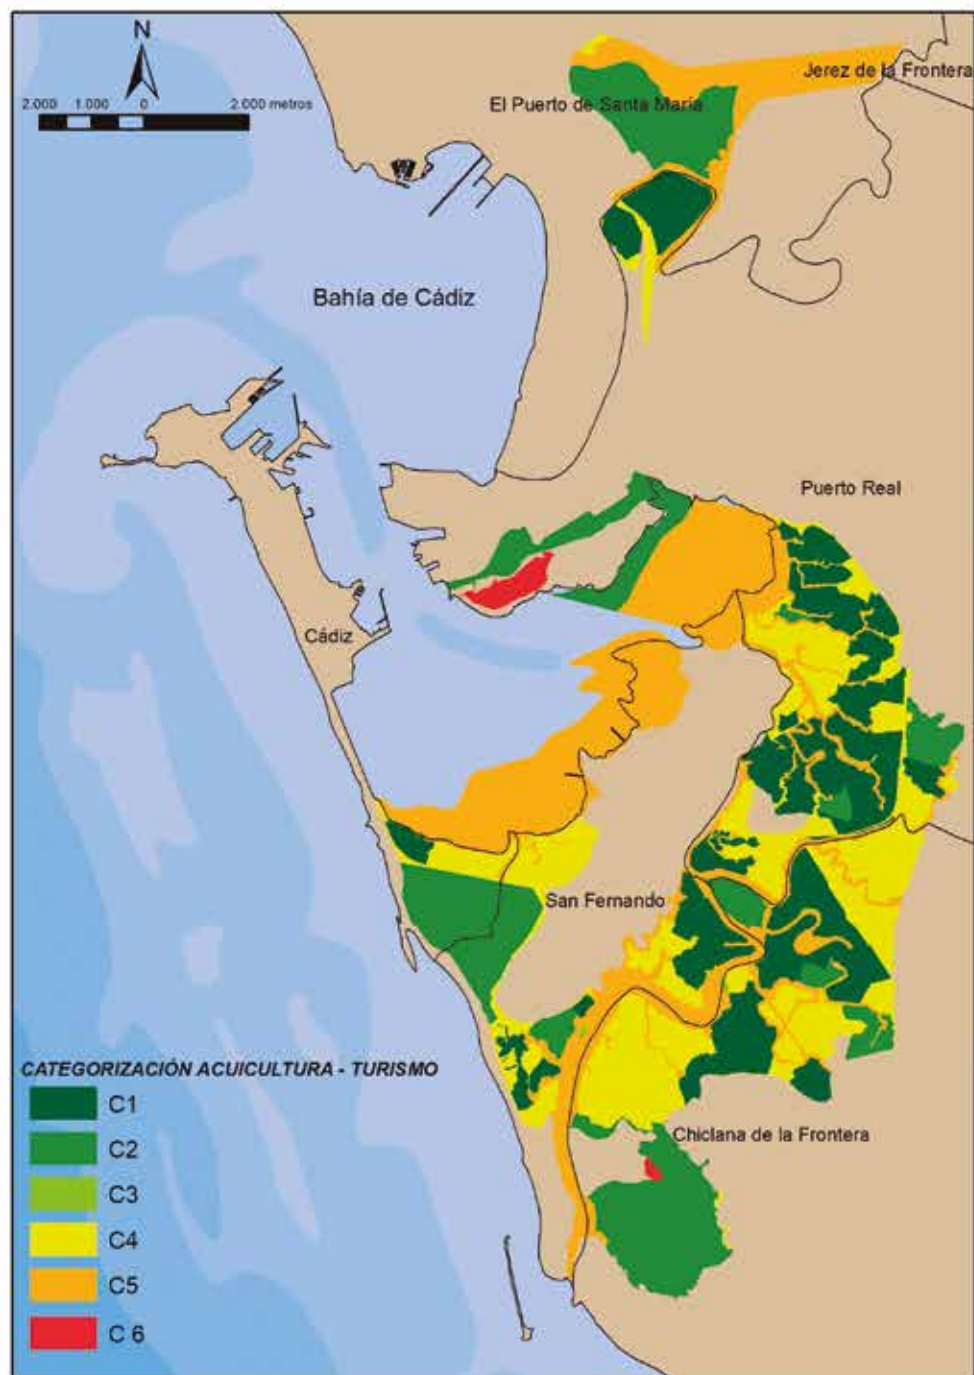 N
2.000 1.000 0 2.000 metros
Jerez de la Frontera
El Puerto de Santa María
Bahía de Cádiz
Puerto Real
Cádiz
San Fernando
Chiclana de la Frontera
CATEGORIZACIÓN ACUICULTURA - TURISMO
C1
C2
C3
C4
C5
C 6